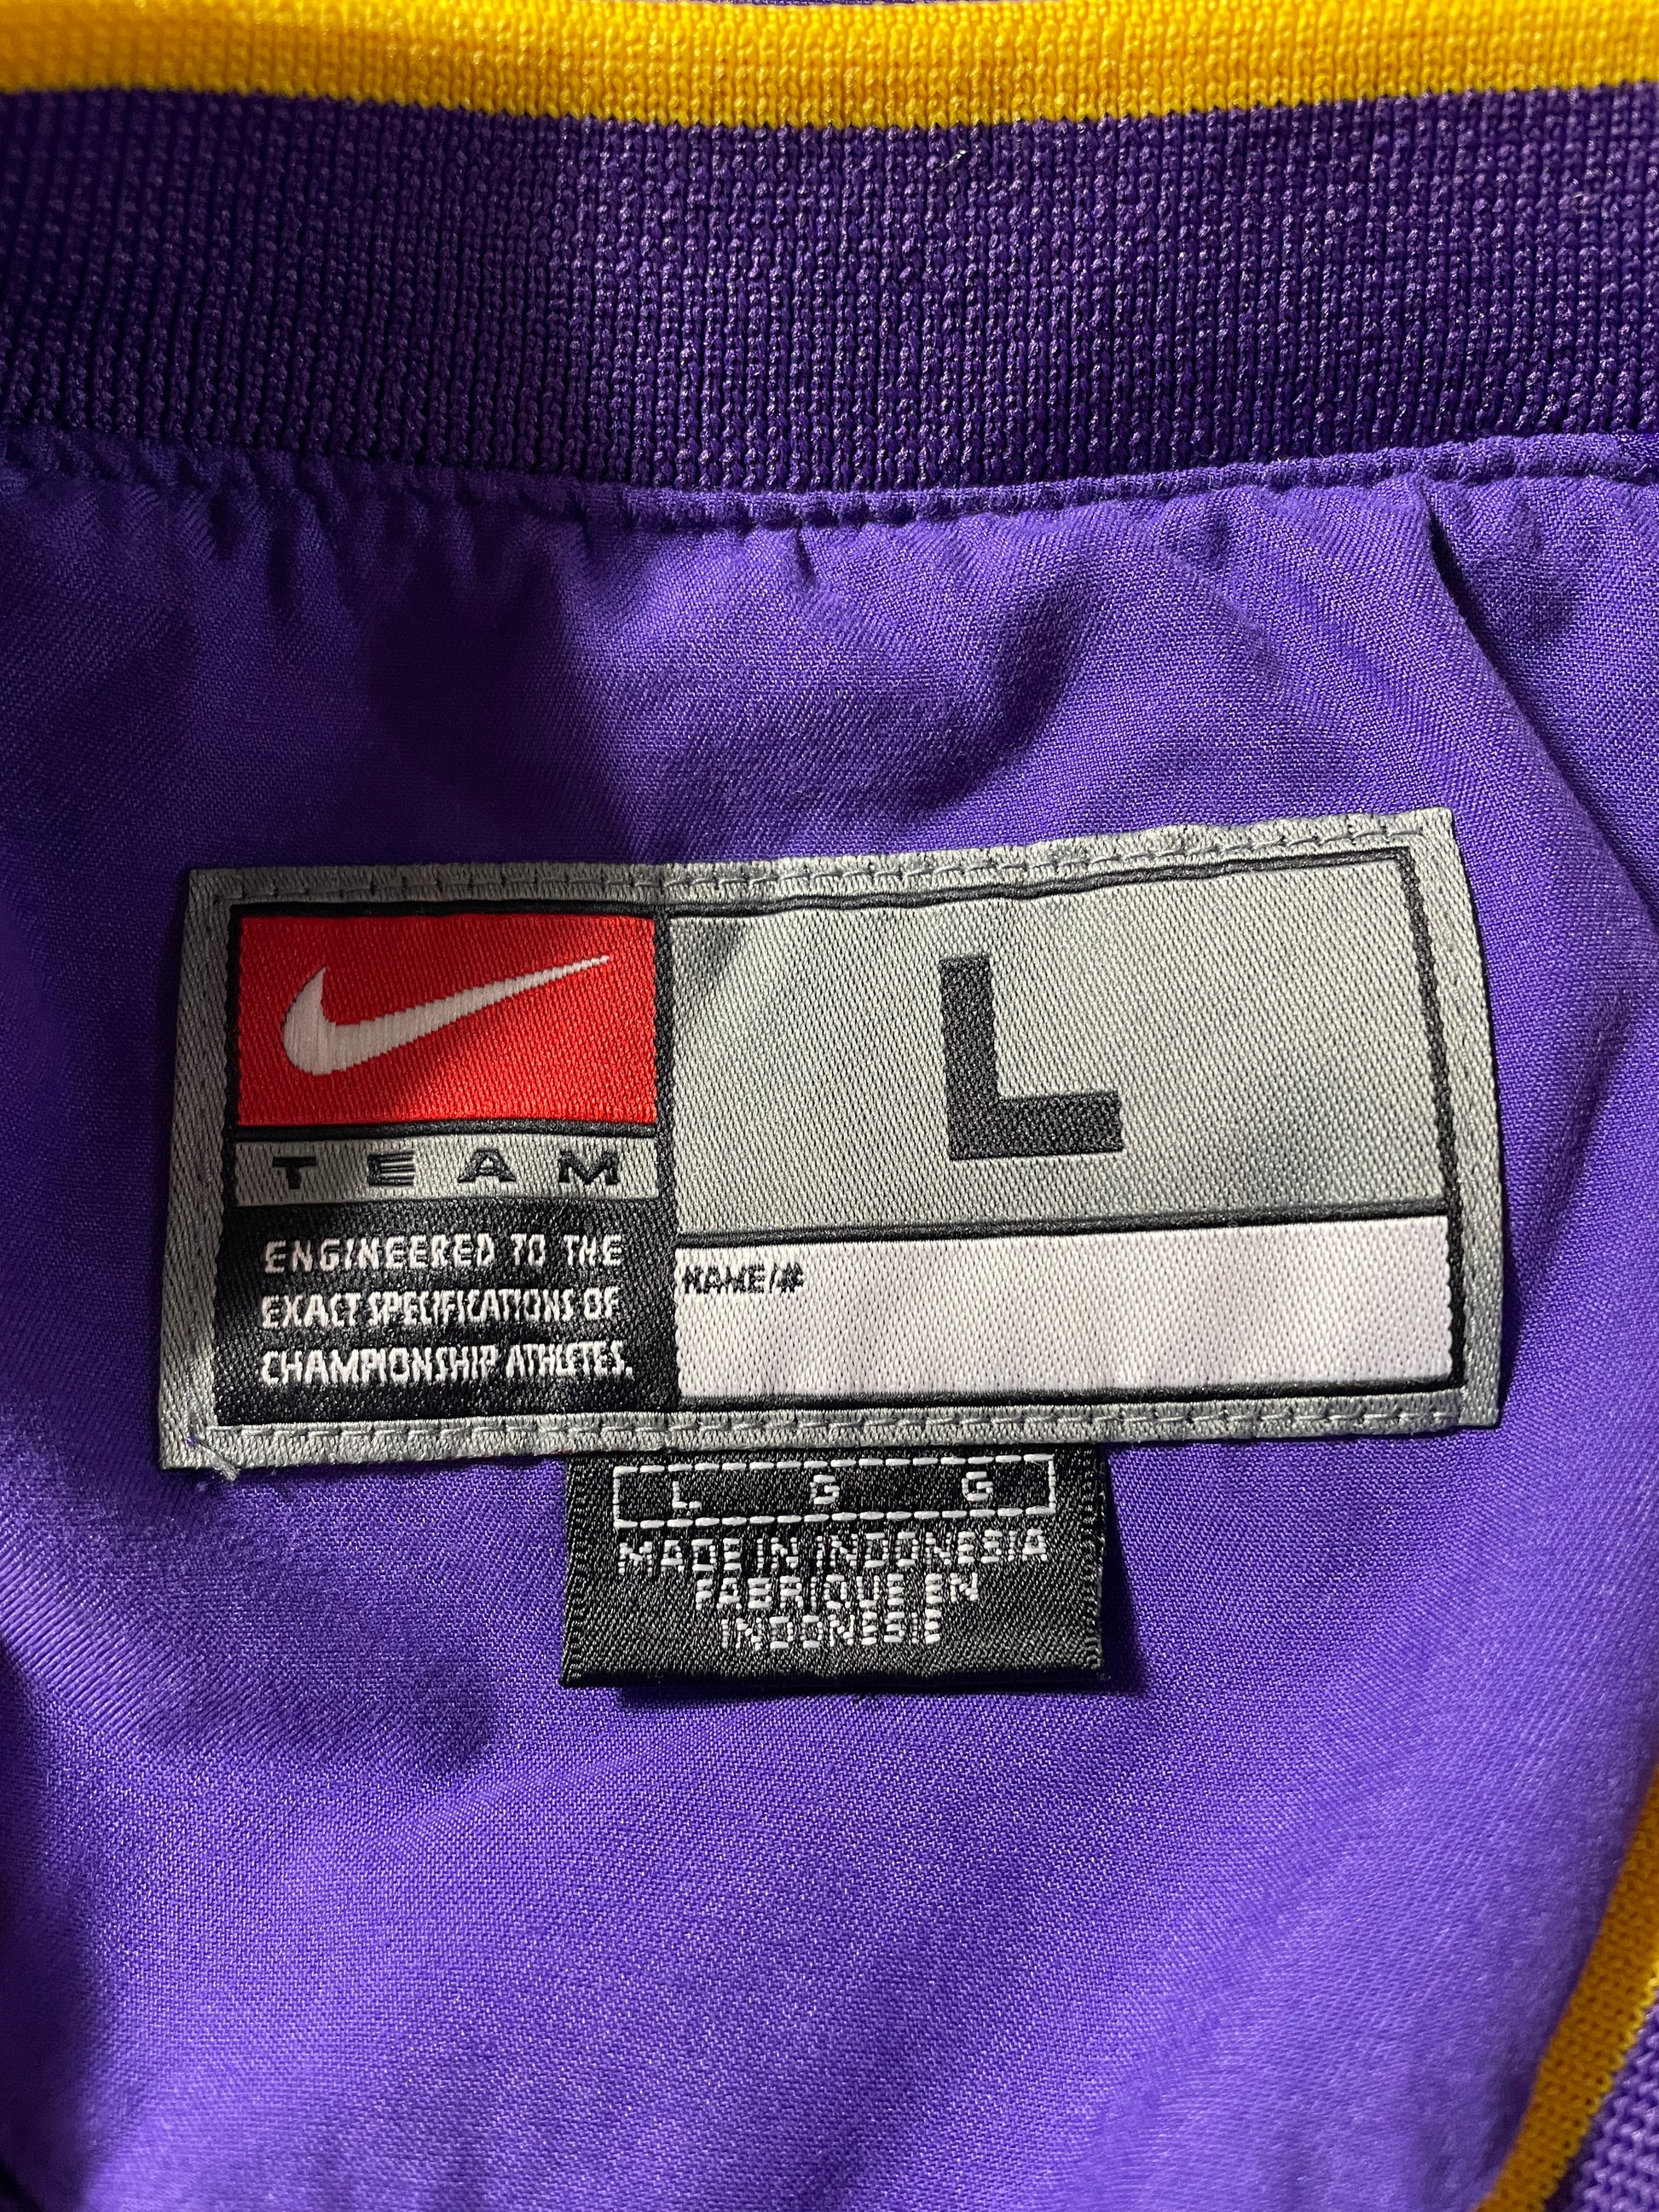 L
TEAM
ENGINEERED TO THE
EXACT SPECIFICATIONS OF
CHAMPIONSHIP ATHLETES.
NAME/#
L G G
MADE IN INDONESIA
FABRIQUE EN
INDONESIE